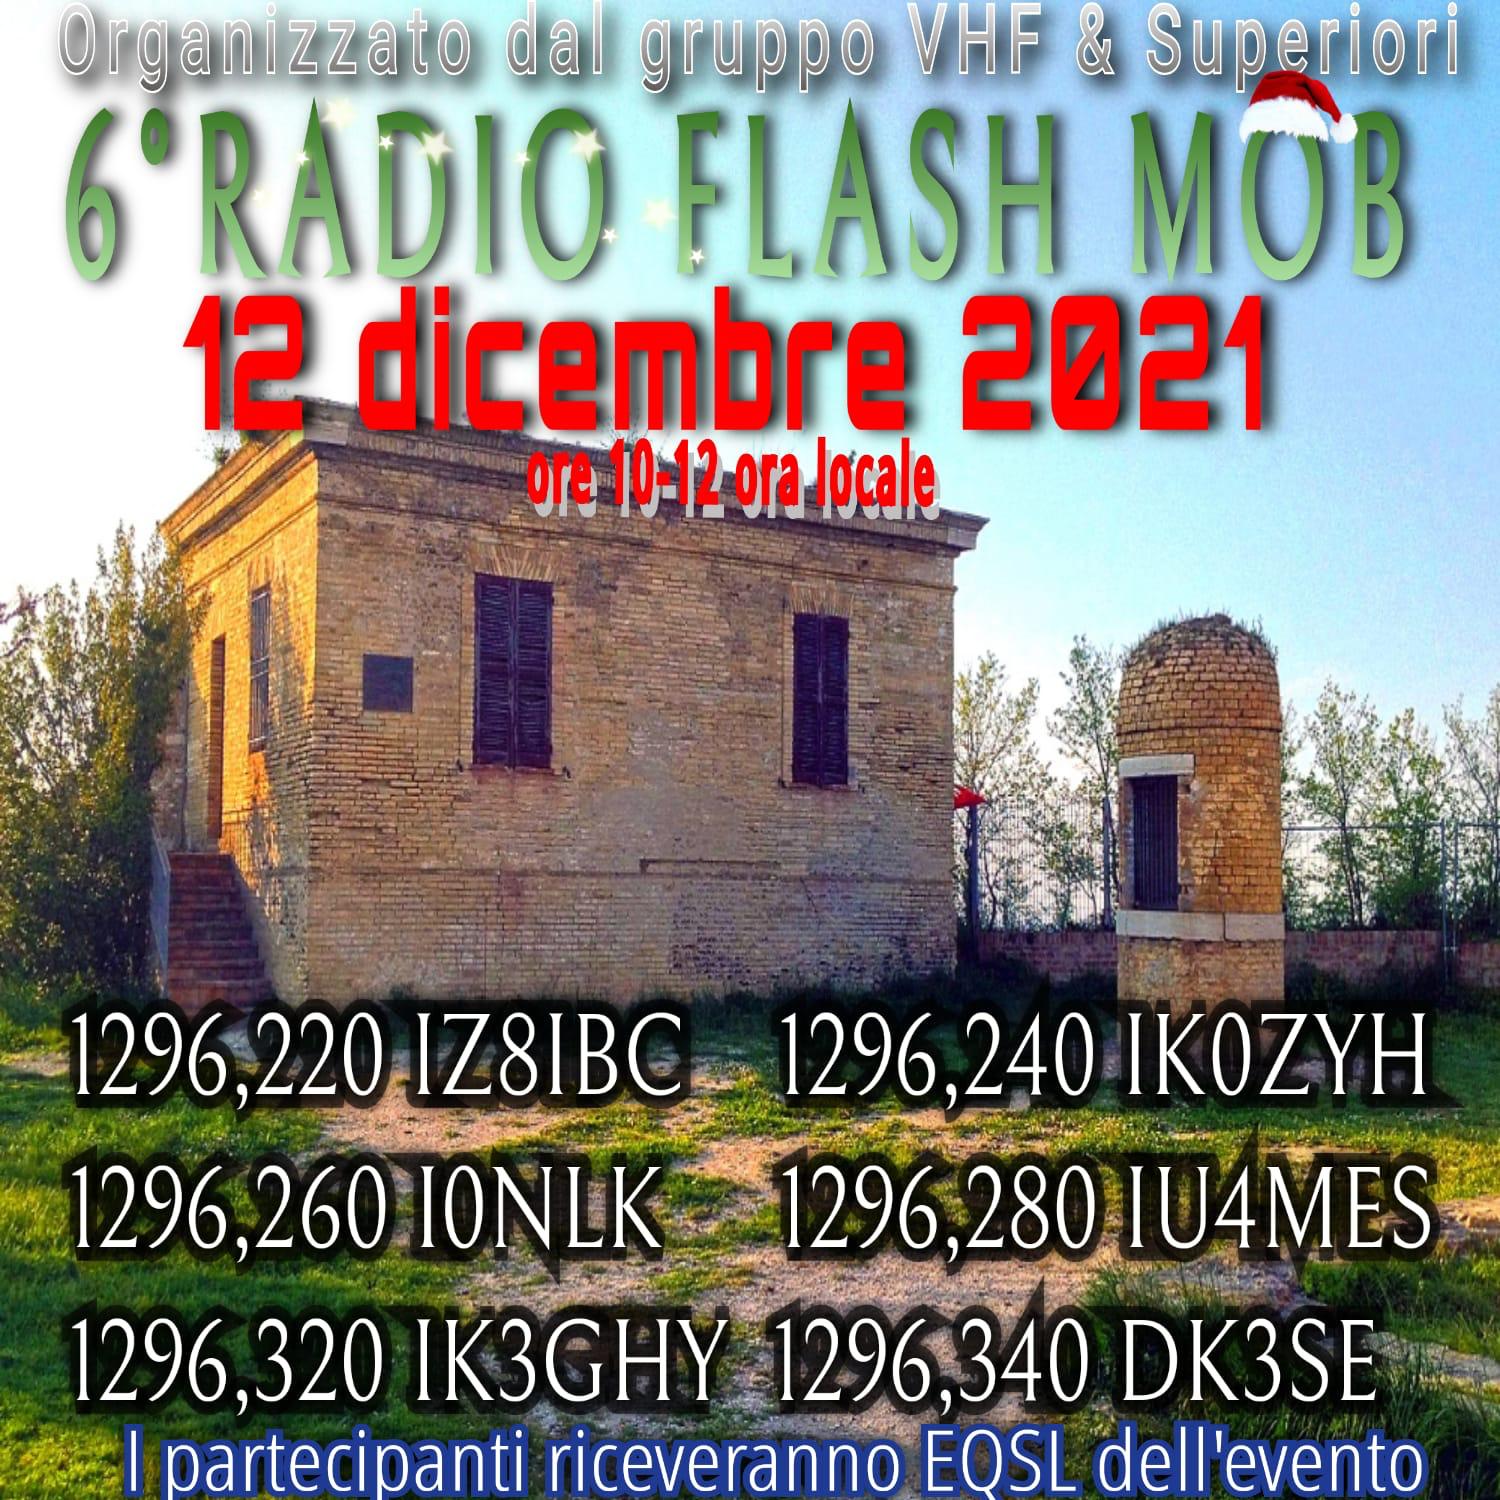 Organizzato dal gruppo VHF & Superiori
6° RADIO FLASH MOB
12 dicembre 2021
ore 10-12 ora locale
1296,220 IZ8IBC 1296,240 IK0ZYH
1296,260 I0NLK 1296,280 IU4MES
1296,320 IK3GHY 1296,340 DK3SE
I partecipanti riceveranno EQSL dell'evento